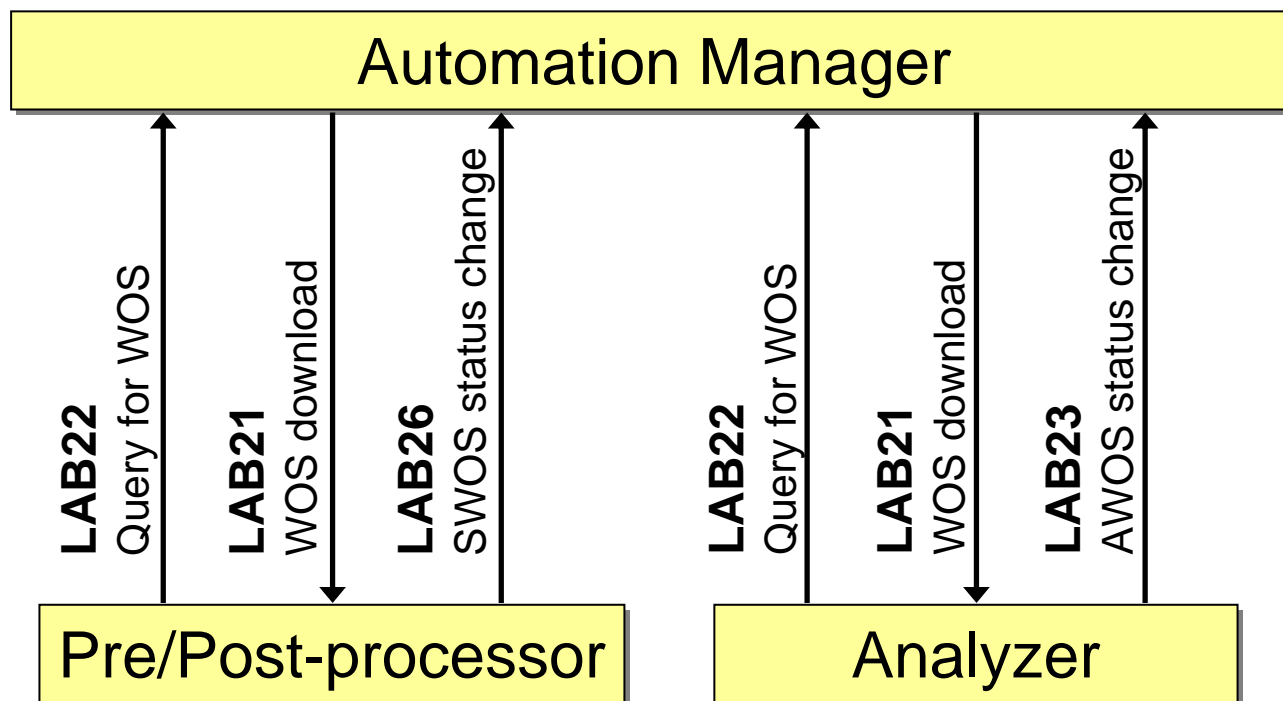 Automation Manager
LAB22
Query for WOS
LAB21
WOS download
LAB26
SWOS status change
LAB22
Query for WOS
LAB21
WOS download
LAB23
AWOS status change
Pre/Post-processor
Analyzer